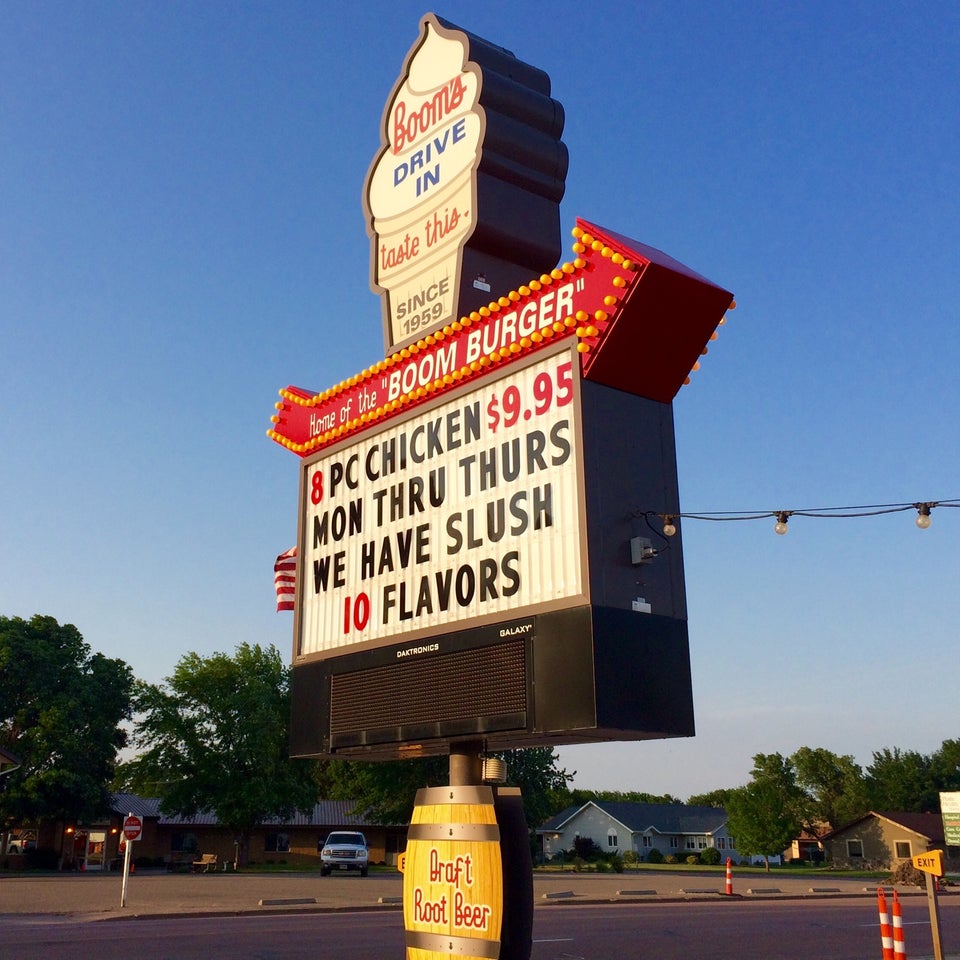 Boom's
DRIVE
IN
taste this.
SINCE
1959
Home of the "BOOM BURGER"
8 PC CHICKEN $9.95
MON THRU THURS
WE HAVE SLUSH
10 FLAVORS
GALAXY
DAKTRONICS
Draft
Root Beer
EXIT